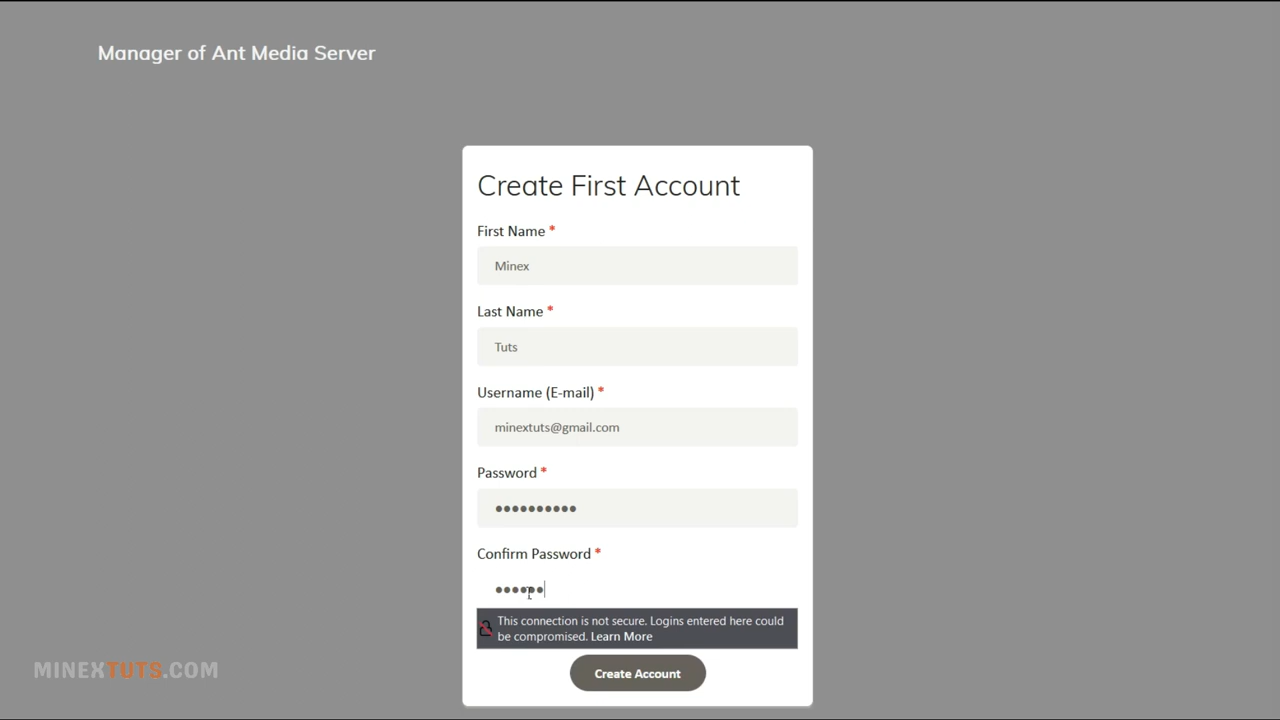 Manager of Ant Media Server
Create First Account
First Name *
Minex
Last Name *
Tuts
Username (E-mail) *
minextuts@gmail.com
Password *
••••••••••
Confirm Password *
••••••
This connection is not secure. Logins entered here could
be compromised. Learn More
Create Account
MINEXTUTS.COM